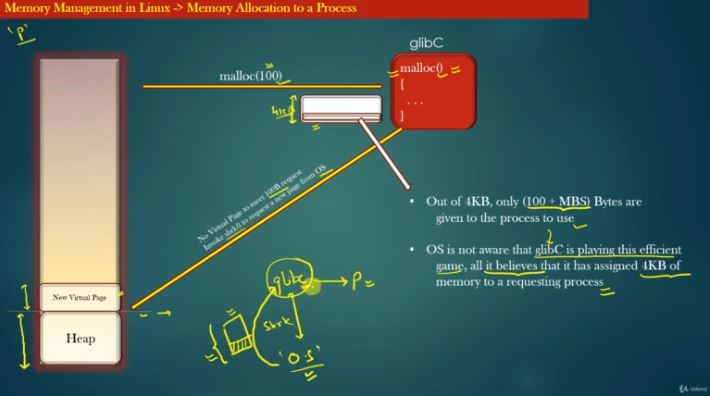 Memory Management in Linux -> Memory Allocation to a Process
'P'
glibC
malloc(100)
malloc()
{
...
}
4KB
No Virtual Page to meet 100B request
Invoke sbrk() to request a new page from OS
• Out of 4KB, only (100 + MBS) Bytes are
given to the process to use
• OS is not aware that glibC is playing this efficient
game, all it believes that it has assigned 4KB of
memory to a requesting process
New Virtual Page
Heap
glibc
P
sbrk
'O.S'
Udemy